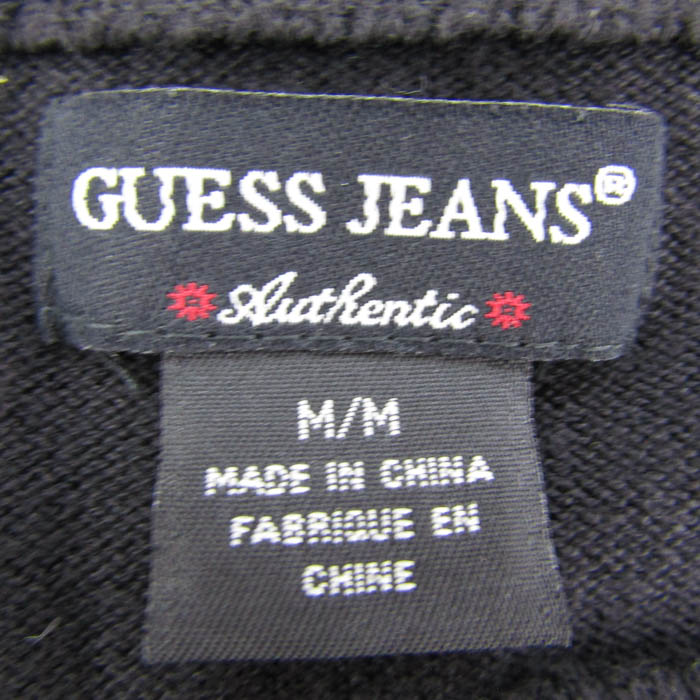 GUESS JEANS®
Authentic
M/M
MADE IN CHINA
FABRIQUE EN
CHINE